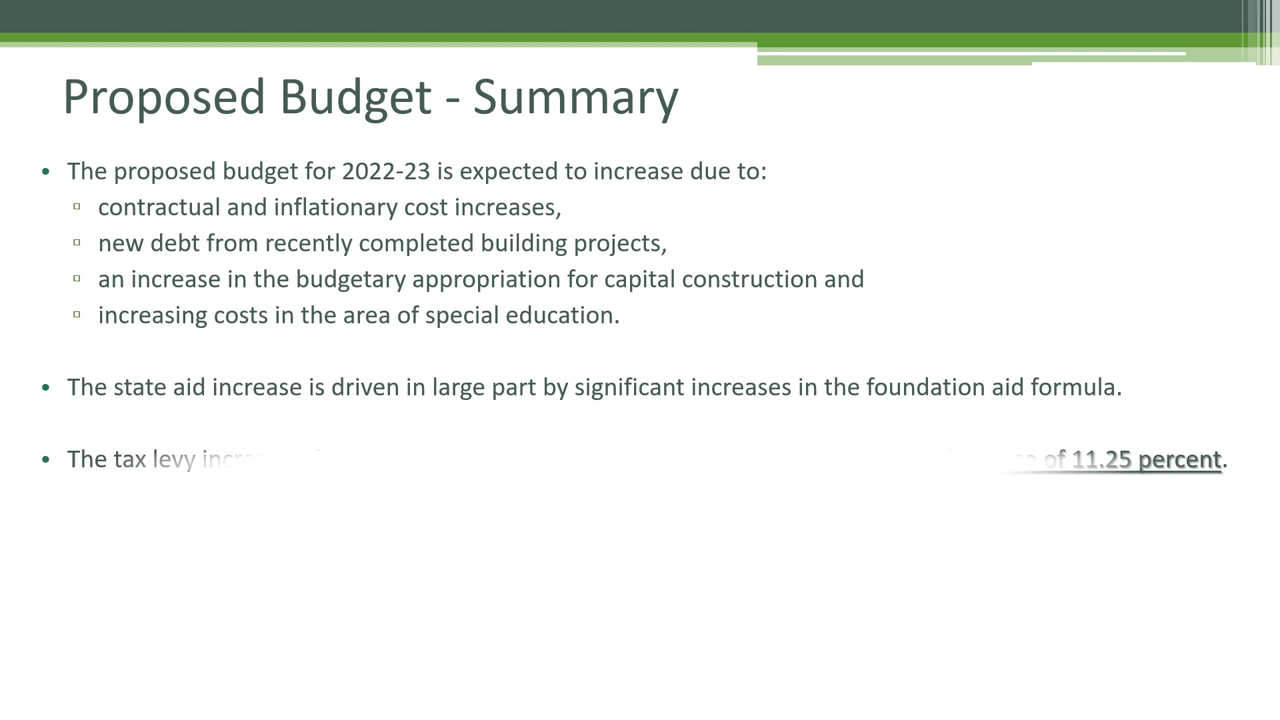 Proposed Budget - Summary
• The proposed budget for 2022-23 is expected to increase due to:
▫ contractual and inflationary cost increases,
▫ new debt from recently completed building projects,
▫ an increase in the budgetary appropriation for capital construction and
▫ increasing costs in the area of special education.
• The state aid increase is driven in large part by significant increases in the foundation aid formula.
• The tax levy of 11.25 percent.